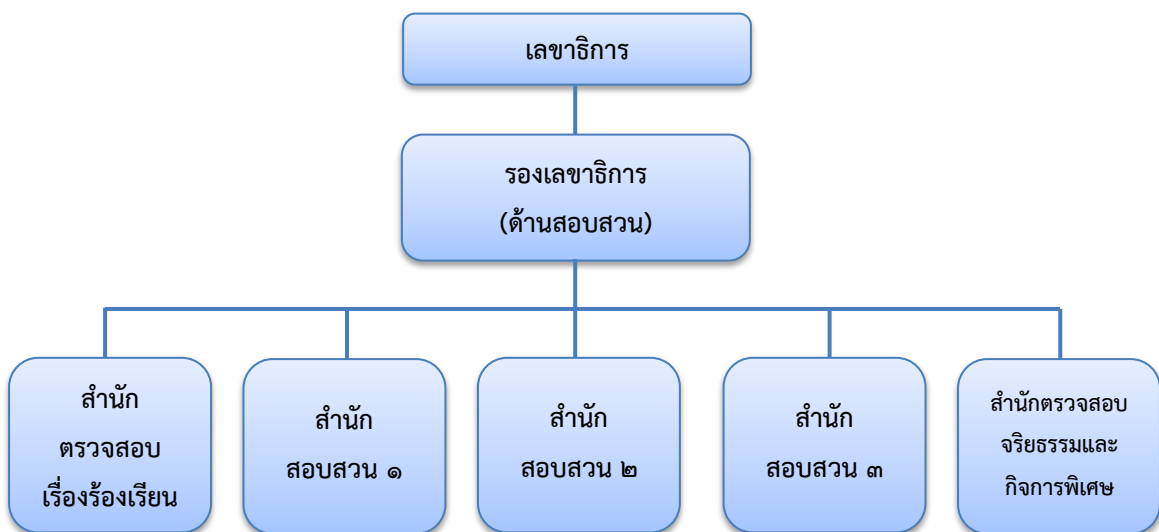 เลขาธิการ
รองเลขาธิการ
(ด้านสอบสวน)
สำนัก
ตรวจสอบ
เรื่องร้องเรียน
สำนัก
สอบสวน ๑
สำนัก
สอบสวน ๒
สำนัก
สอบสวน ๓
สำนักตรวจสอบ
จริยธรรมและ
กิจการพิเศษ